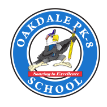 OAKDALE PK-8
Soaring to Excellence
SCHOOL